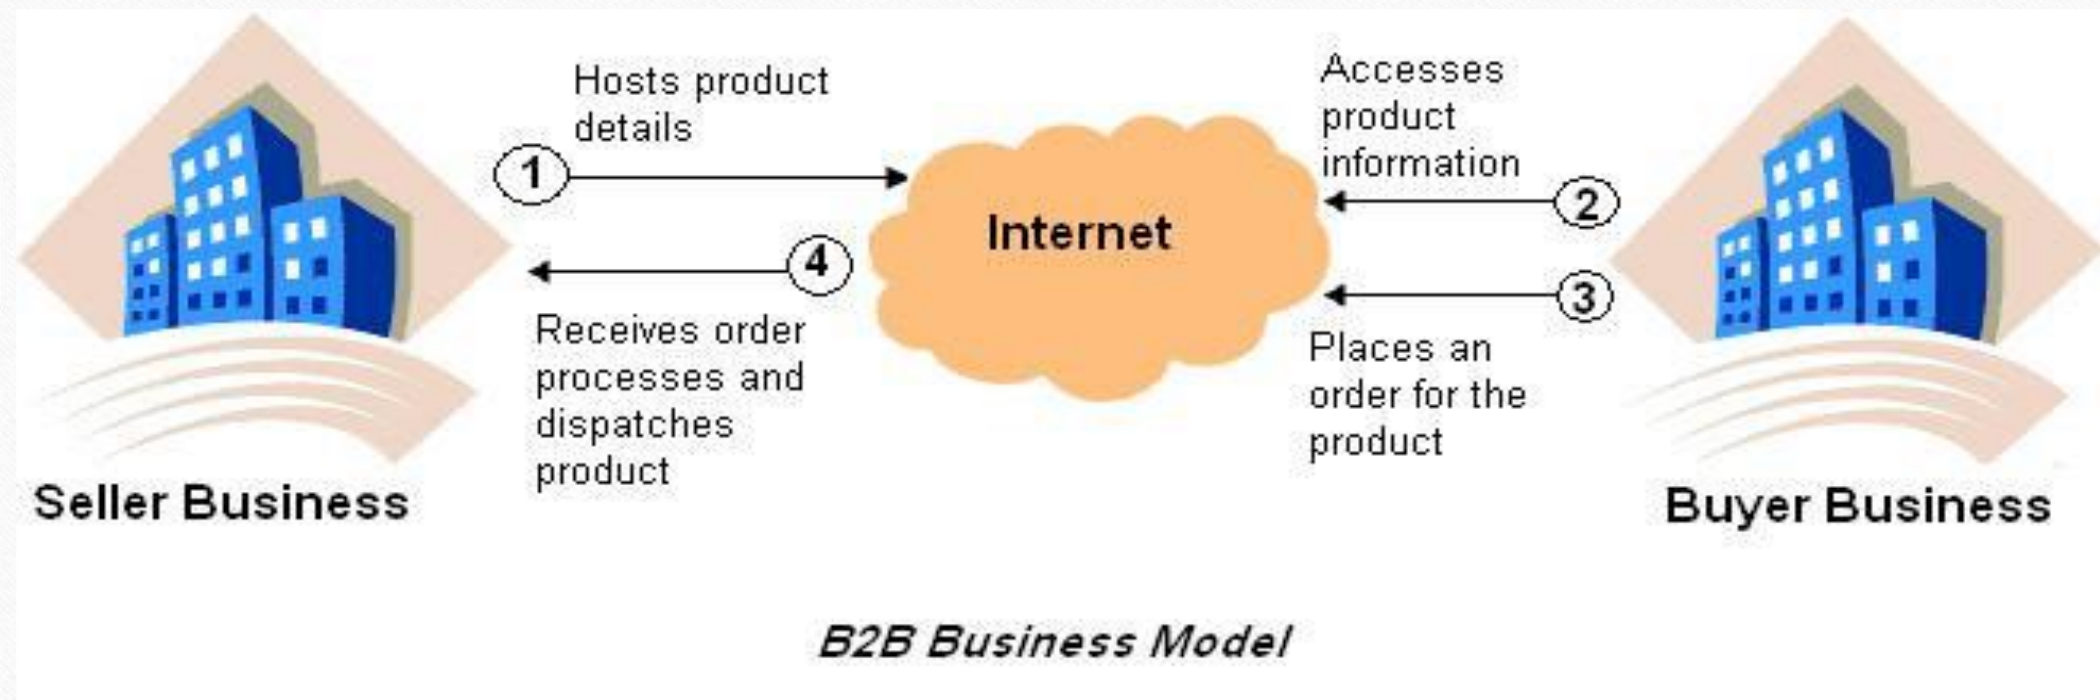 Hosts product
details
1
4
Receives order
processes and
dispatches
product
Seller Business
Internet
Accesses
product
information
2
3
Places an
order for the
product
Buyer Business
B2B Business Model